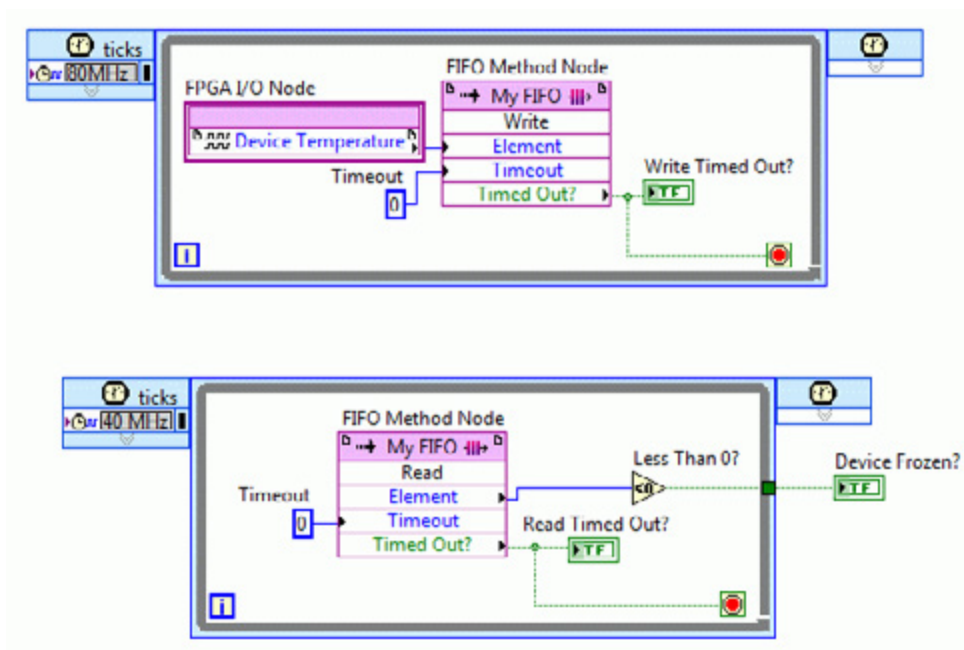 ticks
80MHz
FPGA I/O Node
Device Temperature
Timeout
0
FIFO Method Node
My FIFO
Write
Element
Timeout
Timed Out?
Write Timed Out?
TF
i
ticks
40 MHz
FIFO Method Node
My FIFO
Read
Element
Timeout
Timed Out?
Timeout
0
Less Than 0?
<0
Read Timed Out?
TF
Device Frozen?
TF
i